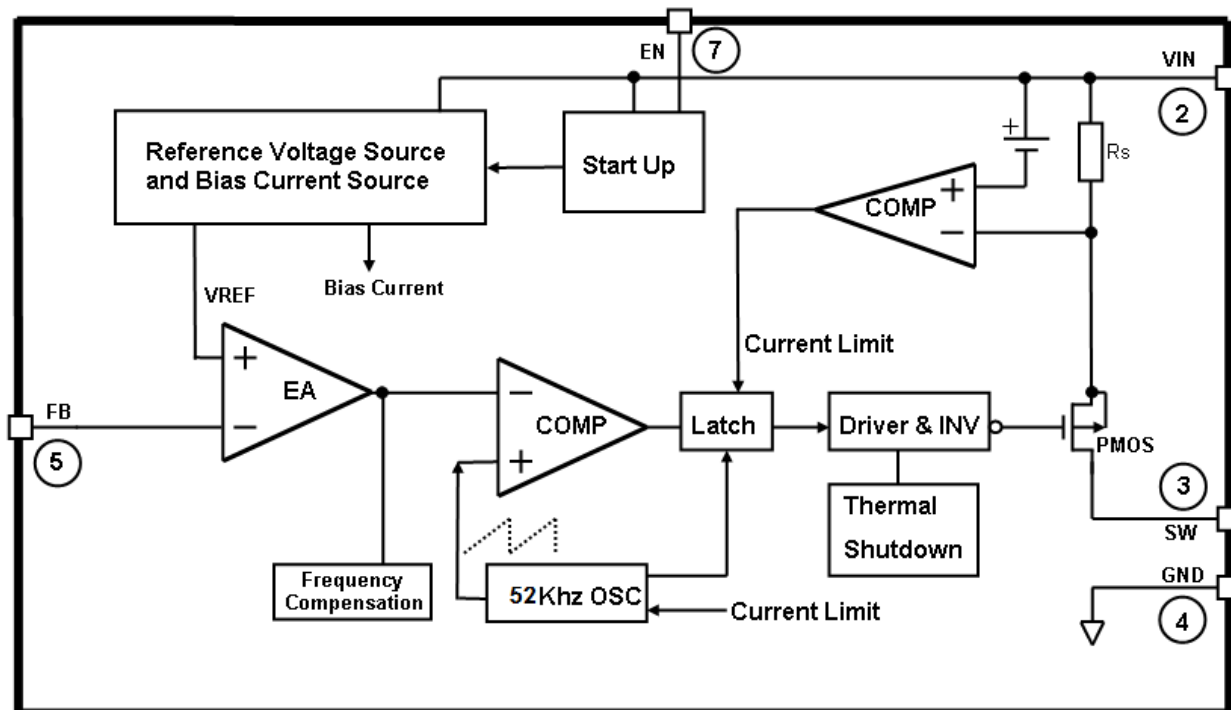 EN
7
VIN
2
Reference Voltage Source
and Bias Current Source
Start Up
+
Rs
COMP
+
−
VREF
Bias Current
Current Limit
FB
5
+
EA
−
−
COMP
+
Latch
Driver & INV
PMOS
3
SW
Thermal
Shutdown
Frequency
Compensation
52Khz OSC
Current Limit
GND
4